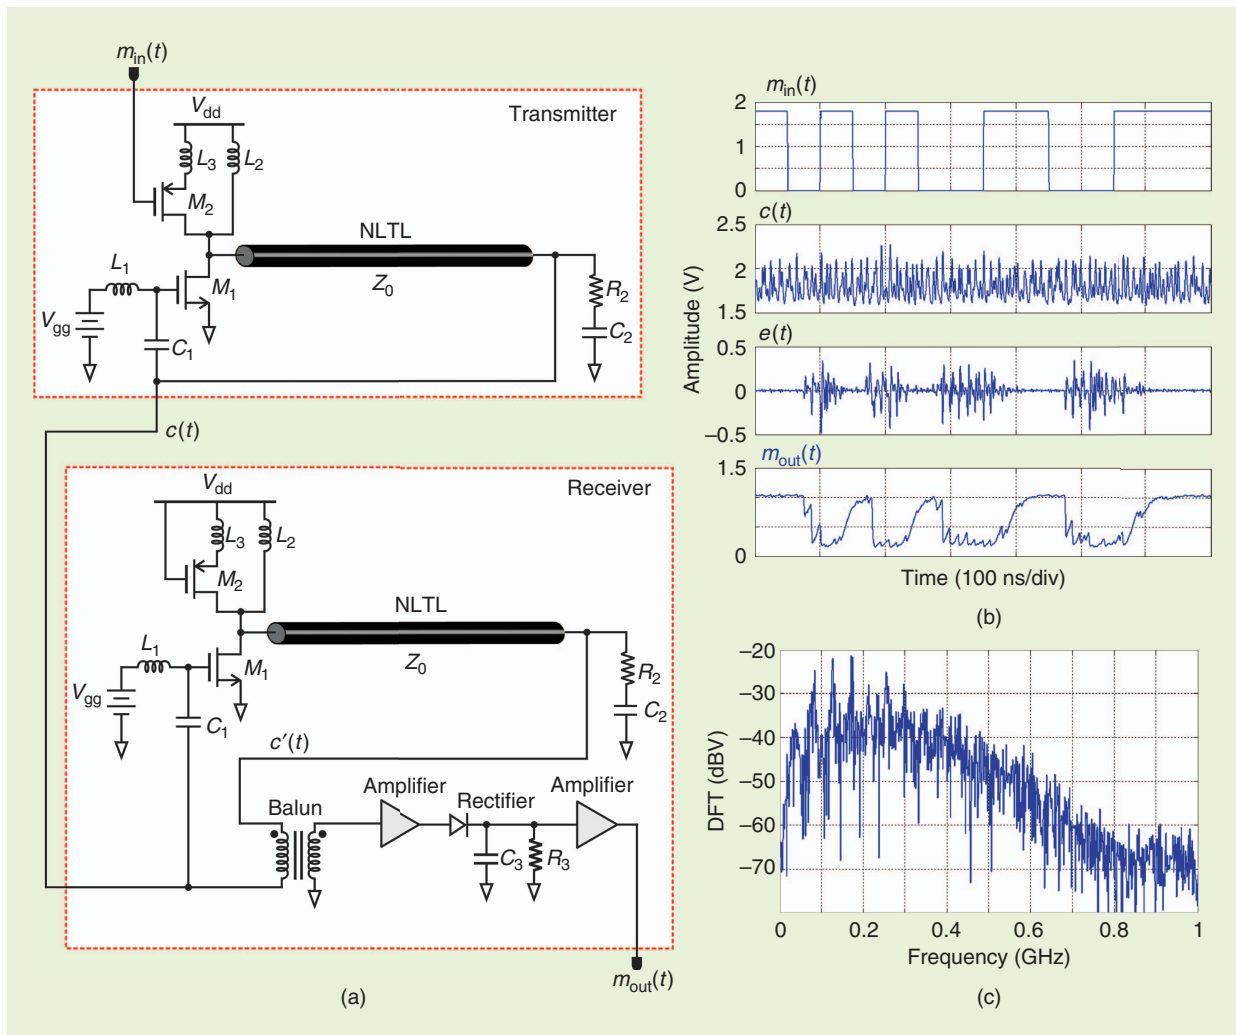 m_in(t)
Transmitter
V_dd
L_3
L_2
M_2
NLTL
Z_0
L_1
M_1
R_2
V_gg
C_1
C_2
c(t)
Receiver
V_dd
L_3
L_2
M_2
NLTL
Z_0
L_1
M_1
R_2
V_gg
C_1
C_2
c′(t)
Amplifier
Rectifier
Amplifier
Balun
C_3
R_3
m_out(t)
(a)
m_in(t)
2
1
0
c(t)
2.5
2
1.5
Amplitude (V)
e(t)
0.5
0
–0.5
m_out(t)
1.5
0
Time (100 ns/div)
(b)
–20
–30
–40
–50
–60
–70
DFT (dBV)
0
0.2
0.4
0.6
0.8
1
Frequency (GHz)
(c)